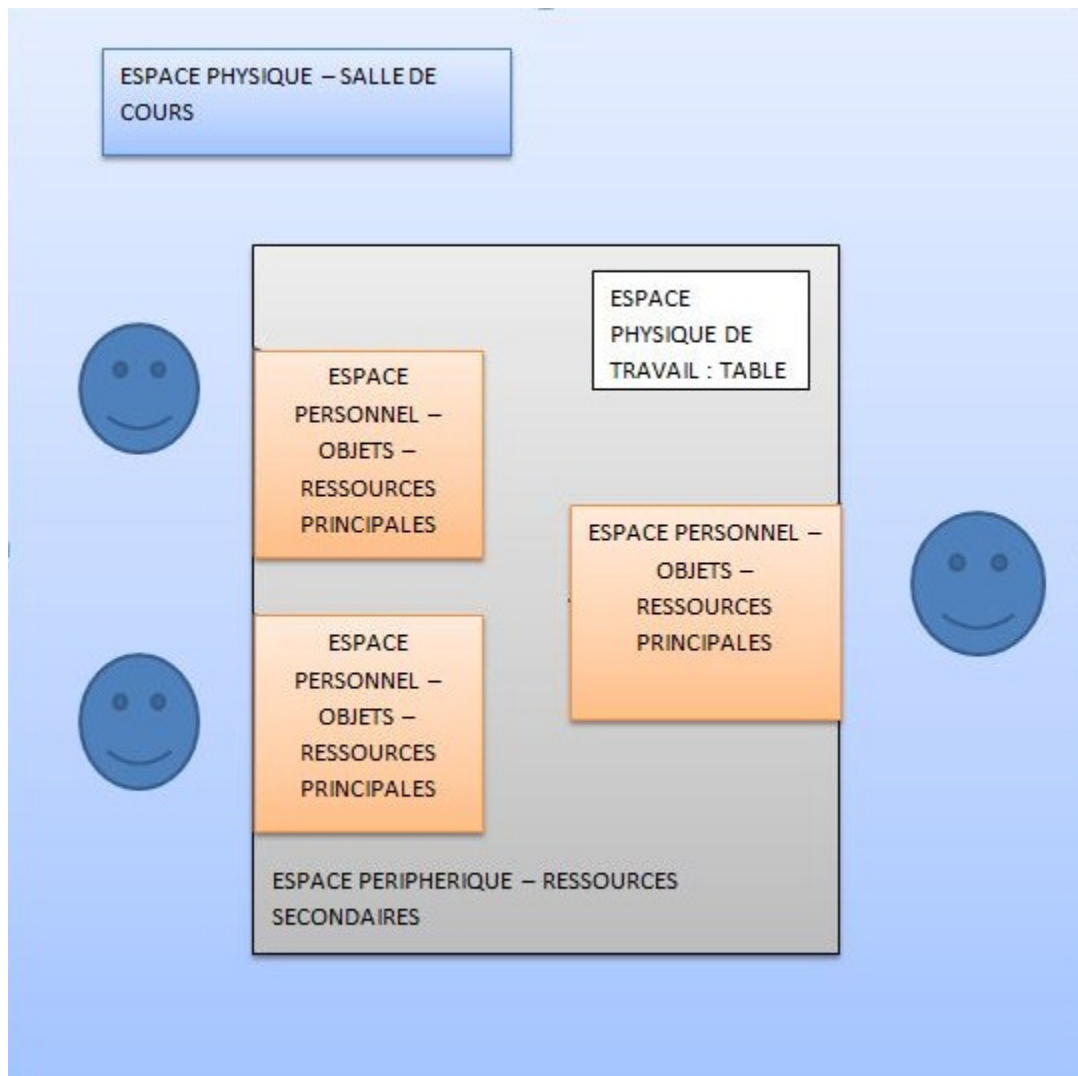 ESPACE PHYSIQUE – SALLE DE
COURS
ESPACE
PHYSIQUE DE
TRAVAIL : TABLE
ESPACE
PERSONNEL –
OBJETS –
RESSOURCES
PRINCIPALES
ESPACE PERSONNEL –
OBJETS –
RESSOURCES
PRINCIPALES
ESPACE
PERSONNEL –
OBJETS –
RESSOURCES
PRINCIPALES
ESPACE PERIPHERIQUE – RESSOURCES
SECONDAIRES